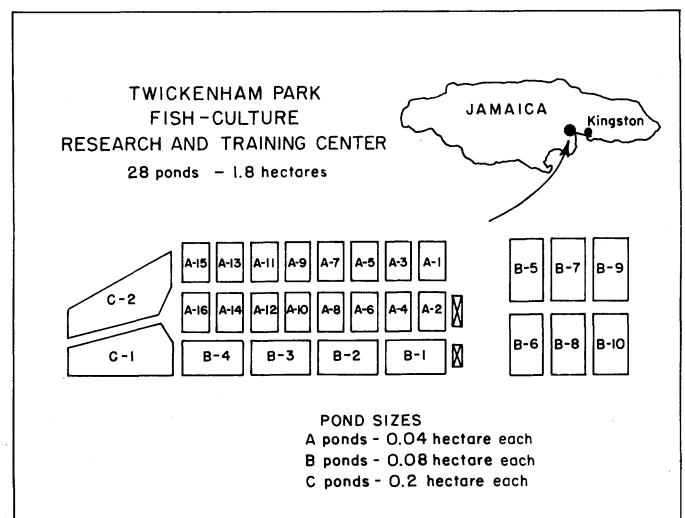 TWICKENHAM PARK
FISH-CULTURE
RESEARCH AND TRAINING CENTER
28 ponds - 1.8 hectares
JAMAICA
Kingston
A-15 A-13 A-11 A-9 A-7 A-5 A-3 A-1
B-5 B-7 B-9
C-2
A-16 A-14 A-12 A-10 A-8 A-6 A-4 A-2
C-1 B-4 B-3 B-2 B-1
B-6 B-8 B-10
POND SIZES
A ponds - 0.04 hectare each
B ponds - 0.08 hectare each
C ponds - 0.2 hectare each